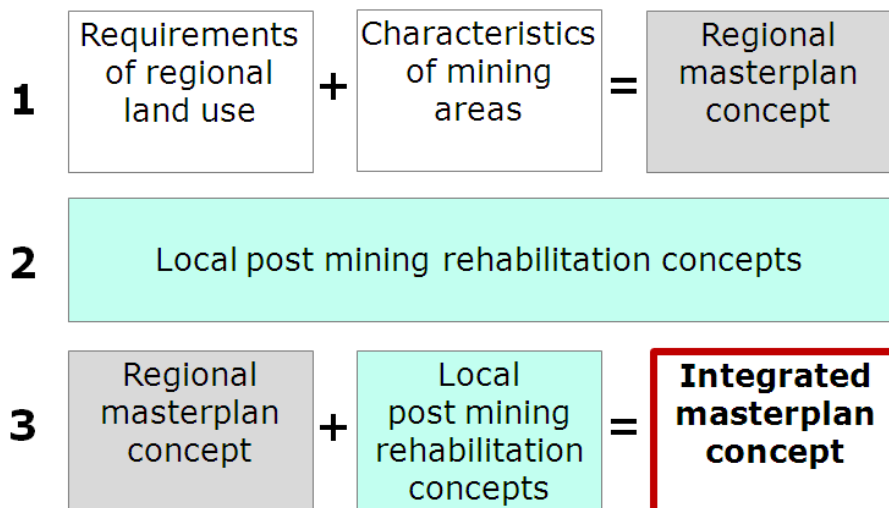 1
Requirements
of regional
land use
+
Characteristics
of mining
areas
=
Regional
masterplan
concept
2
Local post mining rehabilitation concepts
3
Regional
masterplan
concept
+
Local
post mining
rehabilitation
concepts
=
Integrated
masterplan
concept